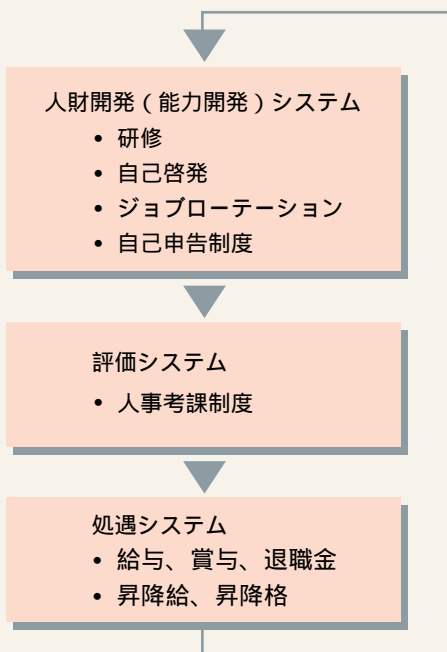 人財開発（能力開発）システム
• 研修
• 自己啓発
• ジョブローテーション
• 自己申告制度
評価システム
• 人事考課制度
処遇システム
• 給与、賞与、退職金
• 昇降給、昇降格